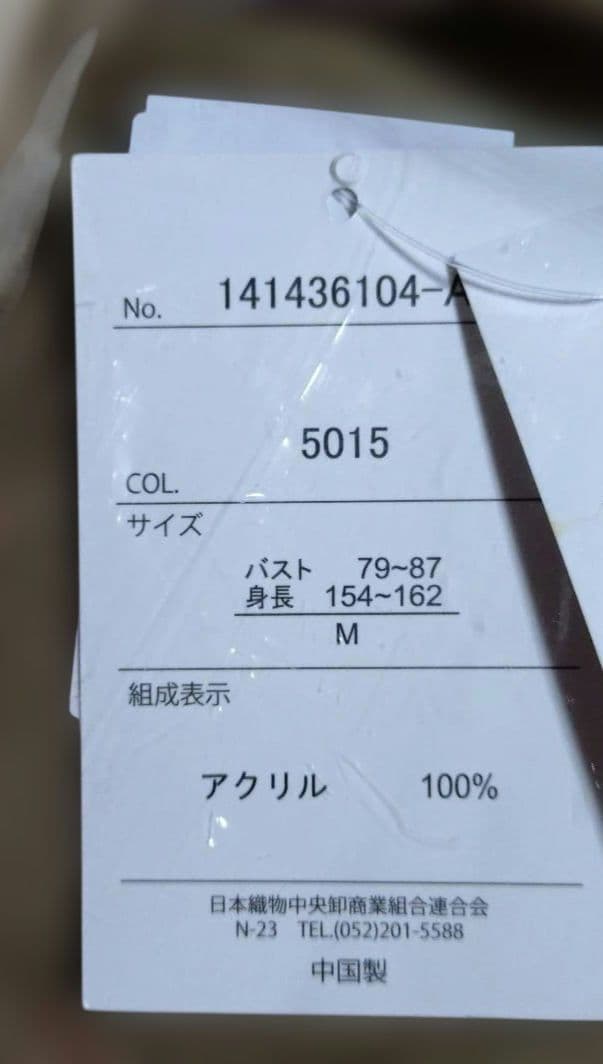 No. 141436104-A
5015
COL.
サイズ
バスト 79~87
身長 154~162
M
組成表示
アクリル 100%
日本織物中央卸商業組合連合会
N-23 TEL.(052)201-5588
中国製